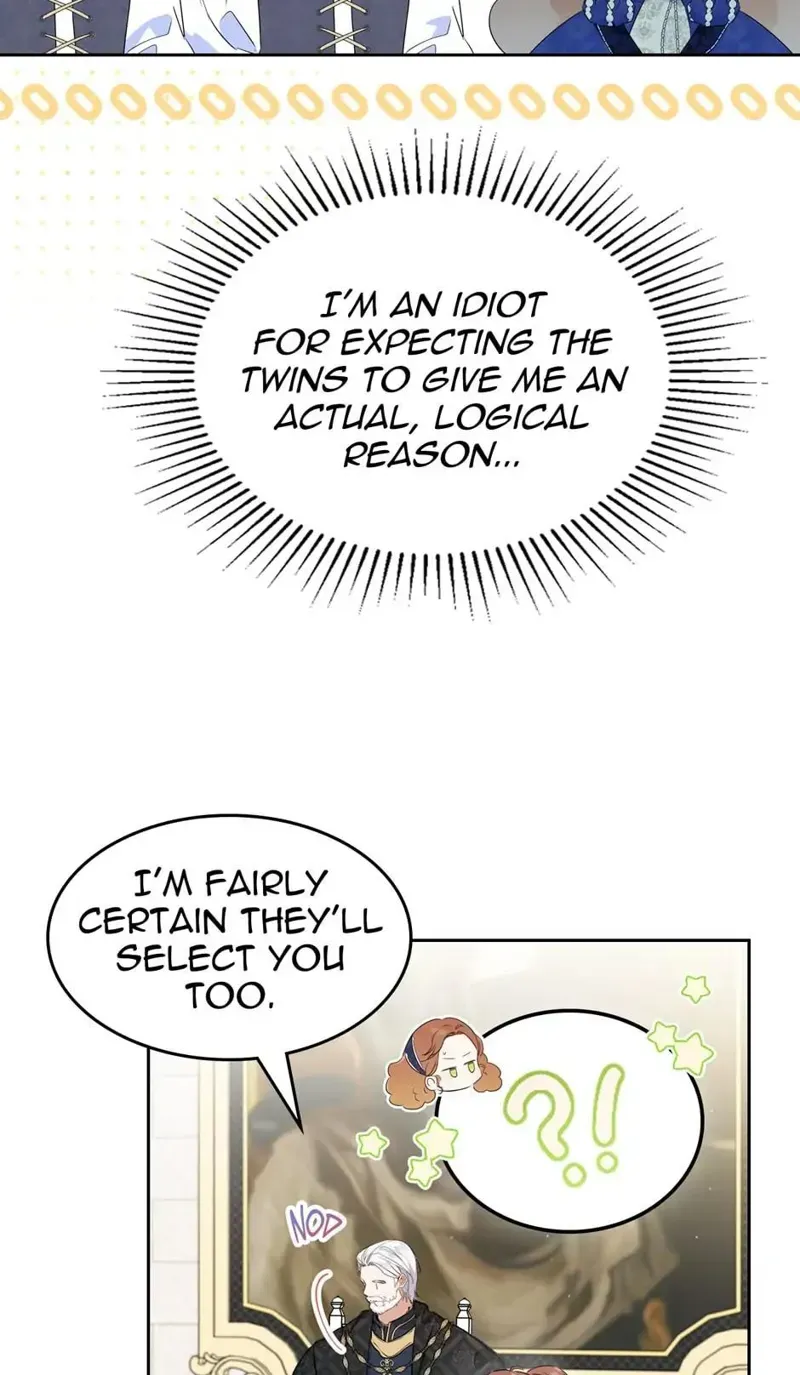 I'M AN IDIOT
FOR EXPECTING THE
TWINS TO GIVE ME AN
ACTUAL, LOGICAL
REASON...
I'M FAIRLY
CERTAIN THEY'LL
SELECT YOU
TOO.
?!
NOD